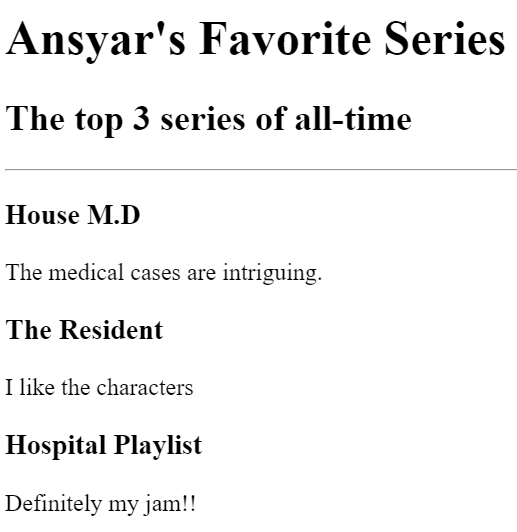 Ansyar's Favorite Series
The top 3 series of all-time
House M.D
The medical cases are intriguing.
The Resident
I like the characters
Hospital Playlist
Definitely my jam!!